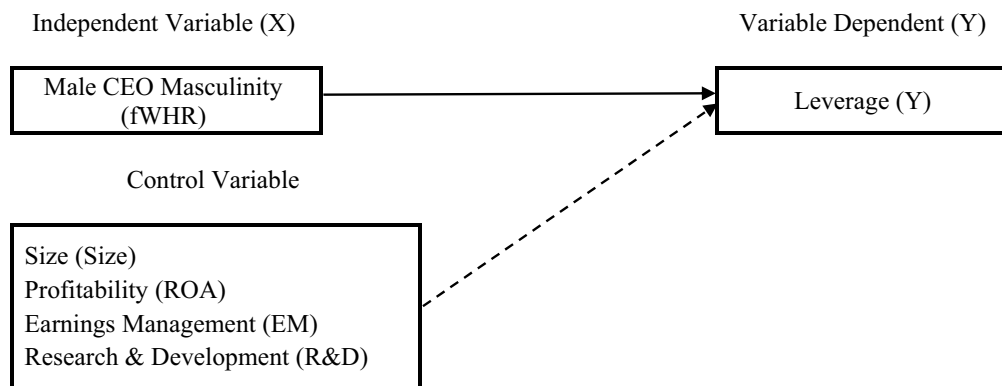 Independent Variable (X)
Variable Dependent (Y)
Male CEO Masculinity
(fWHR)
Leverage (Y)
Control Variable
Size (Size)
Profitability (ROA)
Earnings Management (EM)
Research & Development (R&D)